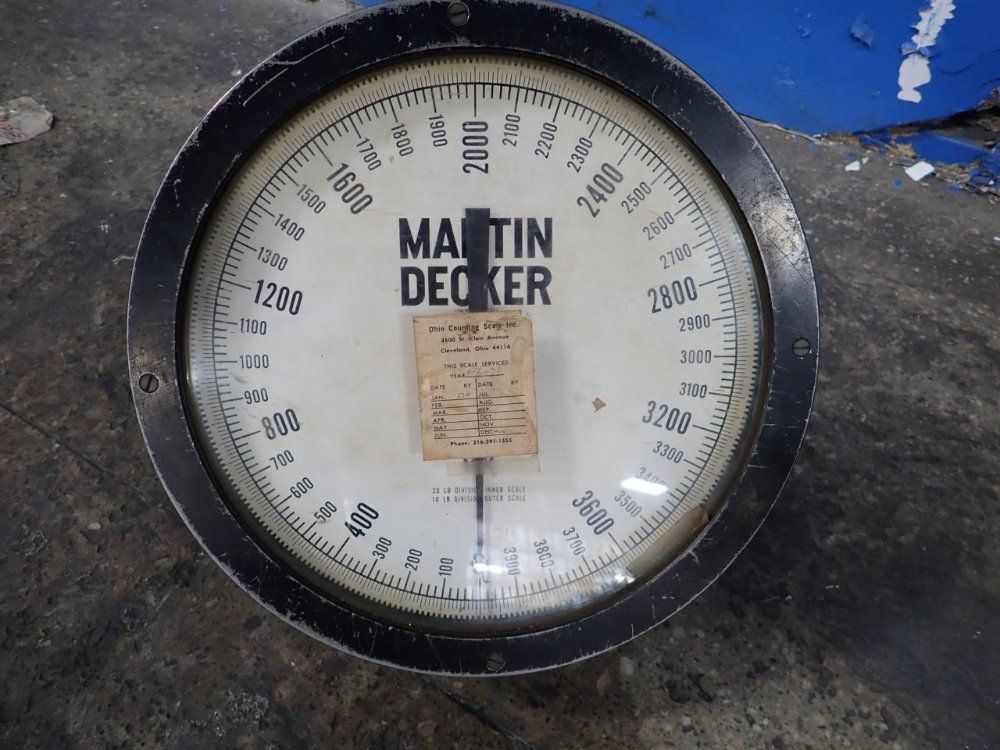 2000
1900
2100
1800
2200
1700
2300
1600
2400
1500
2500
1400
2600
1300
2700
1200
2800
1100
2900
1000
3000
900
3100
800
3200
700
3300
600
3400
500
3500
400
3600
300
3700
200
3800
100
3900
MARTIN
DECKER
Ohio Counting Scale Inc.
3500 St. Clair Avenue
Cleveland, Ohio 44114
THIS SCALE SERVICED
YEAR
DATE BY DATE BY
JAN. JUL.
FEB. AUG.
MAR. SEP.
APR. OCT.
MAY NOV.
JUN. DEC.
Phone: 216-391-1555
20 LB DIVISION INNER SCALE
10 LB DIVISION OUTER SCALE